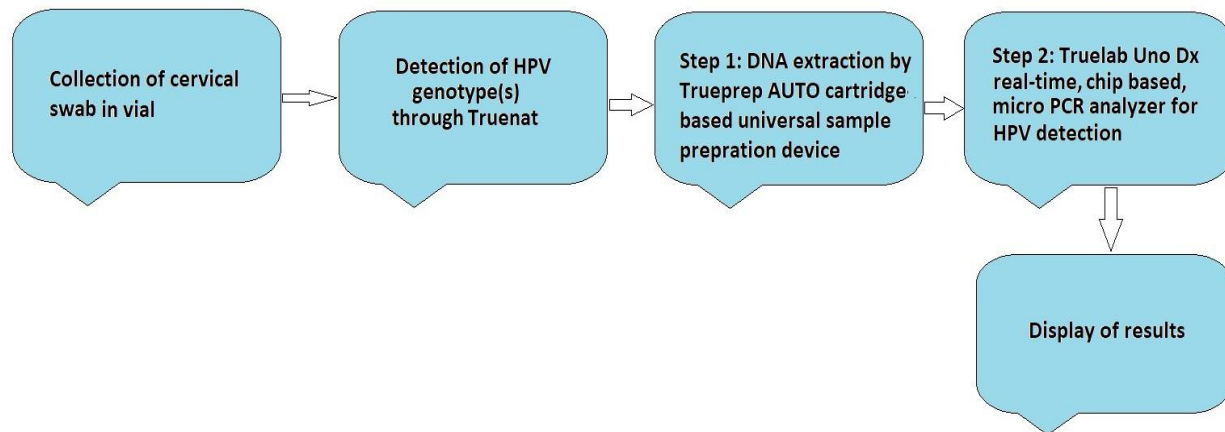 Collection of cervical
swab in vial
Detection of HPV
genotype(s)
through Truenat
Step 1: DNA extraction by
Trueprep AUTO cartridge
based universal sample
prepration device
Step 2: Truelab Uno Dx
real-time, chip based,
micro PCR analyzer for
HPV detection
Display of results